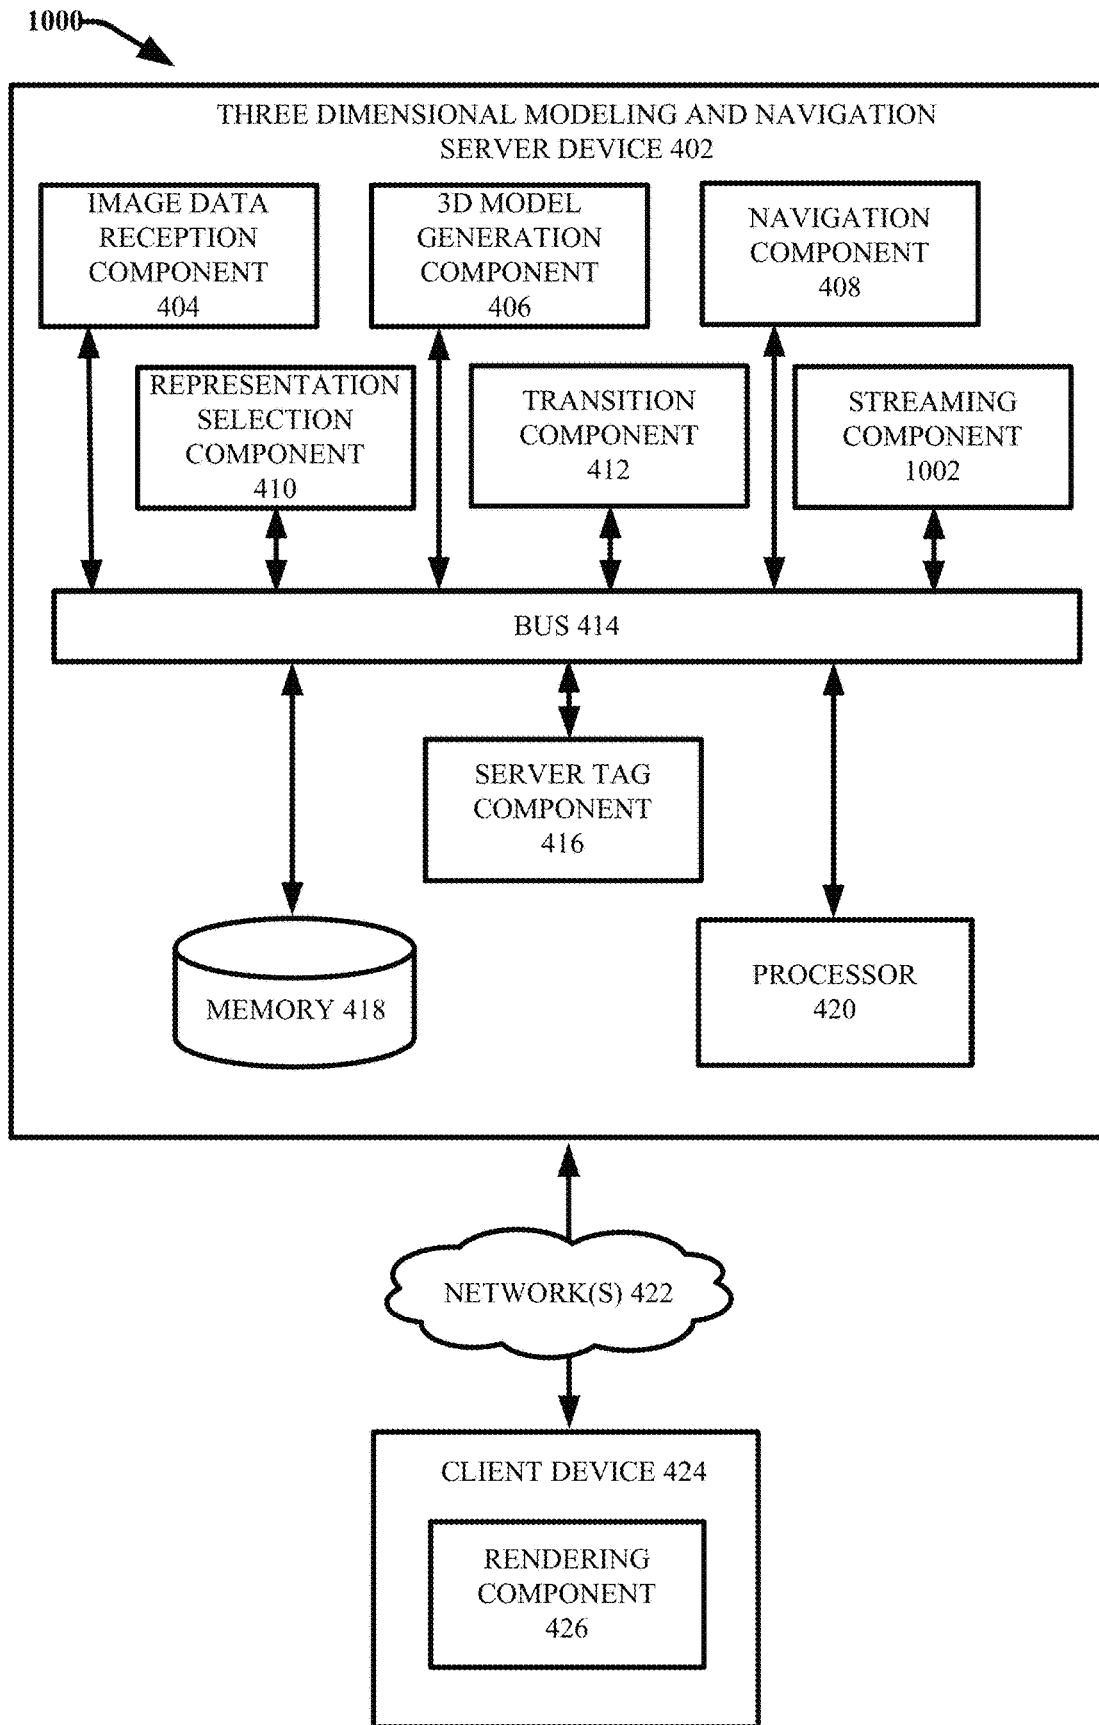 1000
THREE DIMENSIONAL MODELING AND NAVIGATION
SERVER DEVICE 402
IMAGE DATA
RECEPTION
COMPONENT
404
3D MODEL
GENERATION
COMPONENT
406
NAVIGATION
COMPONENT
408
REPRESENTATION
SELECTION
COMPONENT
410
TRANSITION
COMPONENT
412
STREAMING
COMPONENT
1002
BUS 414
SERVER TAG
COMPONENT
416
MEMORY 418
PROCESSOR
420
NETWORK(S) 422
CLIENT DEVICE 424
RENDERING
COMPONENT
426